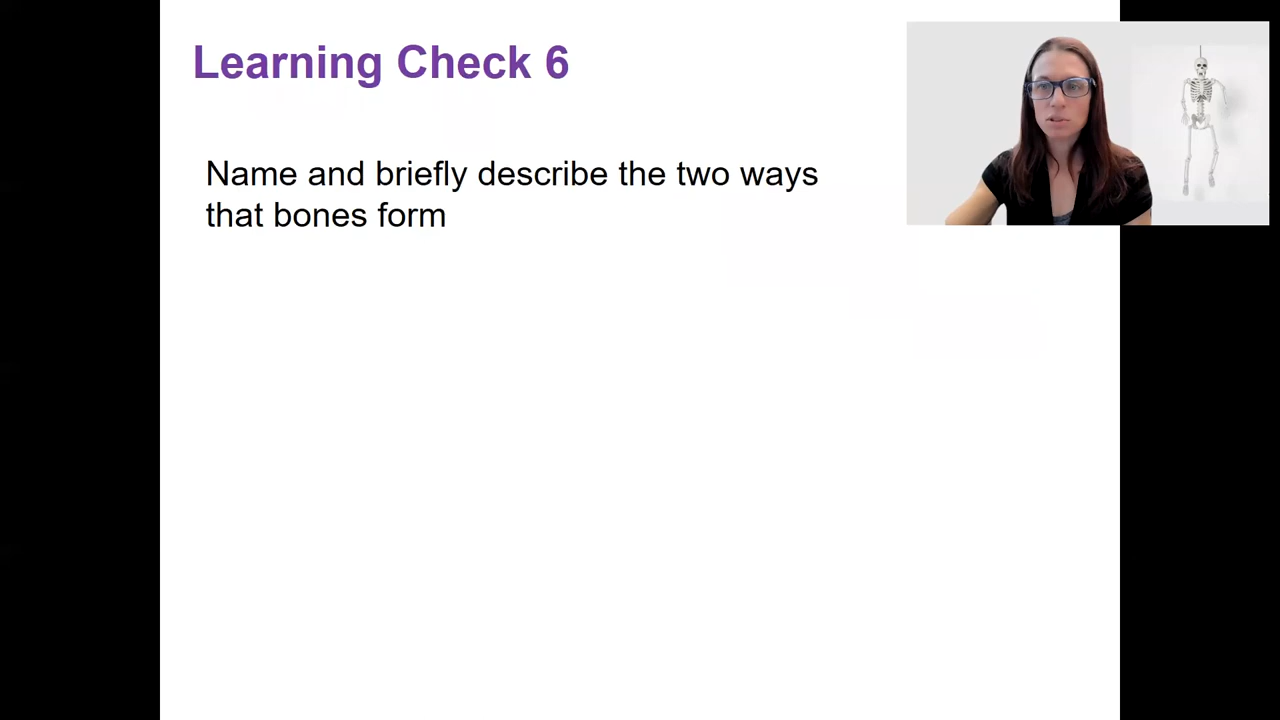 Learning Check 6
Name and briefly describe the two ways
that bones form